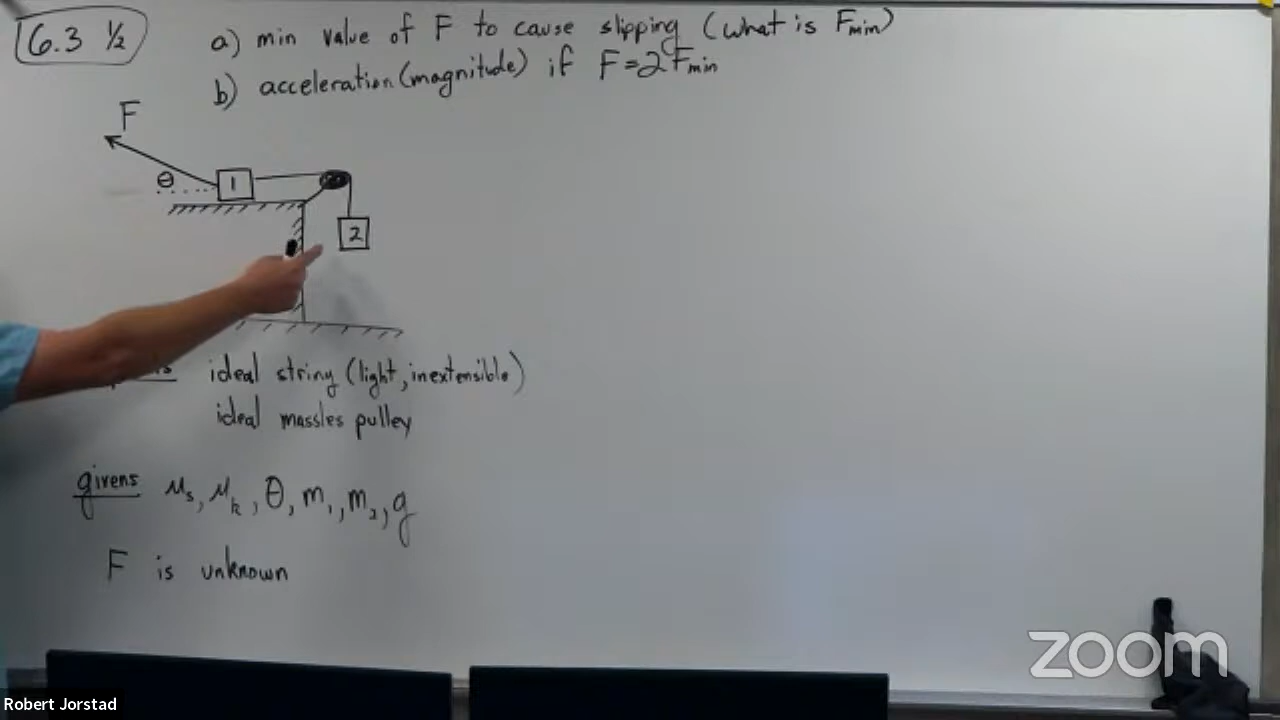 6.3 ½
a) min value of F to cause slipping (what is Fmin)
b) acceleration (magnitude) if F=2Fmin
F
θ
1
2
ideal string (light, inextensible)
ideal massles pulley
givens μs, μk, θ, m1, m2, g
F is unknown
zoom
Robert Jorstad